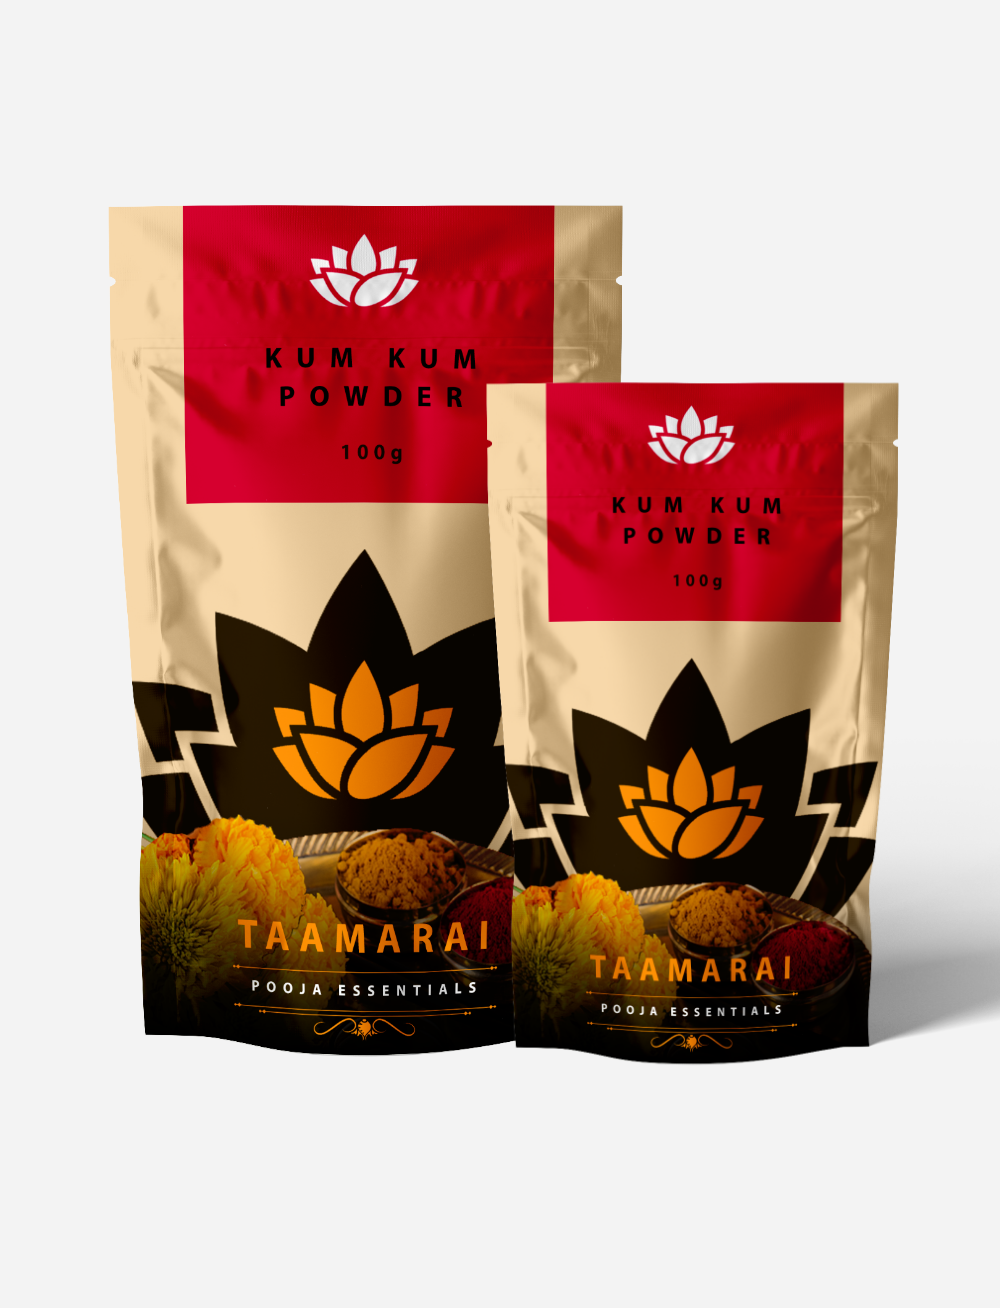 KUM KUM
POWDER
100g
TAAMARAI
POOJA ESSENTIALS
KUM KUM
POWDER
100g
TAAMARAI
POOJA ESSENTIALS